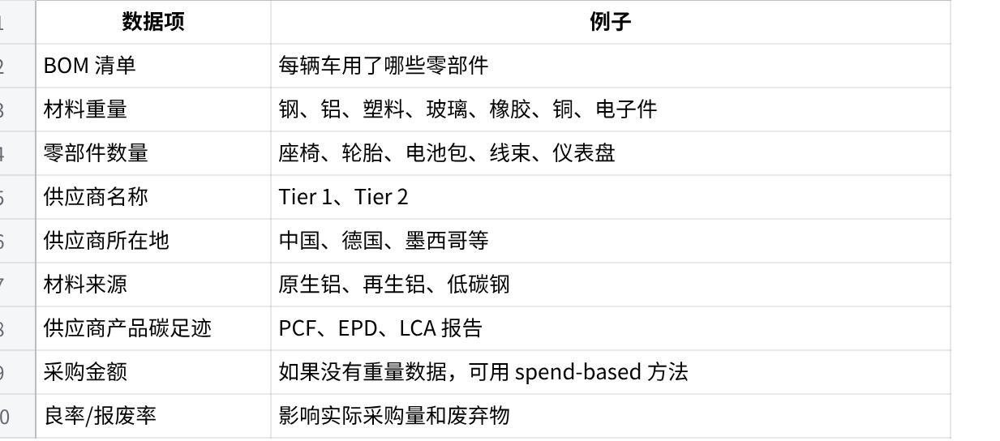 数据项 例子
BOM 清单 每辆车用了哪些零部件
材料重量 钢、铝、塑料、玻璃、橡胶、铜、电子件
零部件数量 座椅、轮胎、电池包、线束、仪表盘
供应商名称 Tier 1、Tier 2
供应商所在地 中国、德国、墨西哥等
材料来源 原生铝、再生铝、低碳钢
供应商产品碳足迹 PCF、EPD、LCA 报告
采购金额 如果没有重量数据，可用 spend-based 方法
良率/报废率 影响实际采购量和废弃物